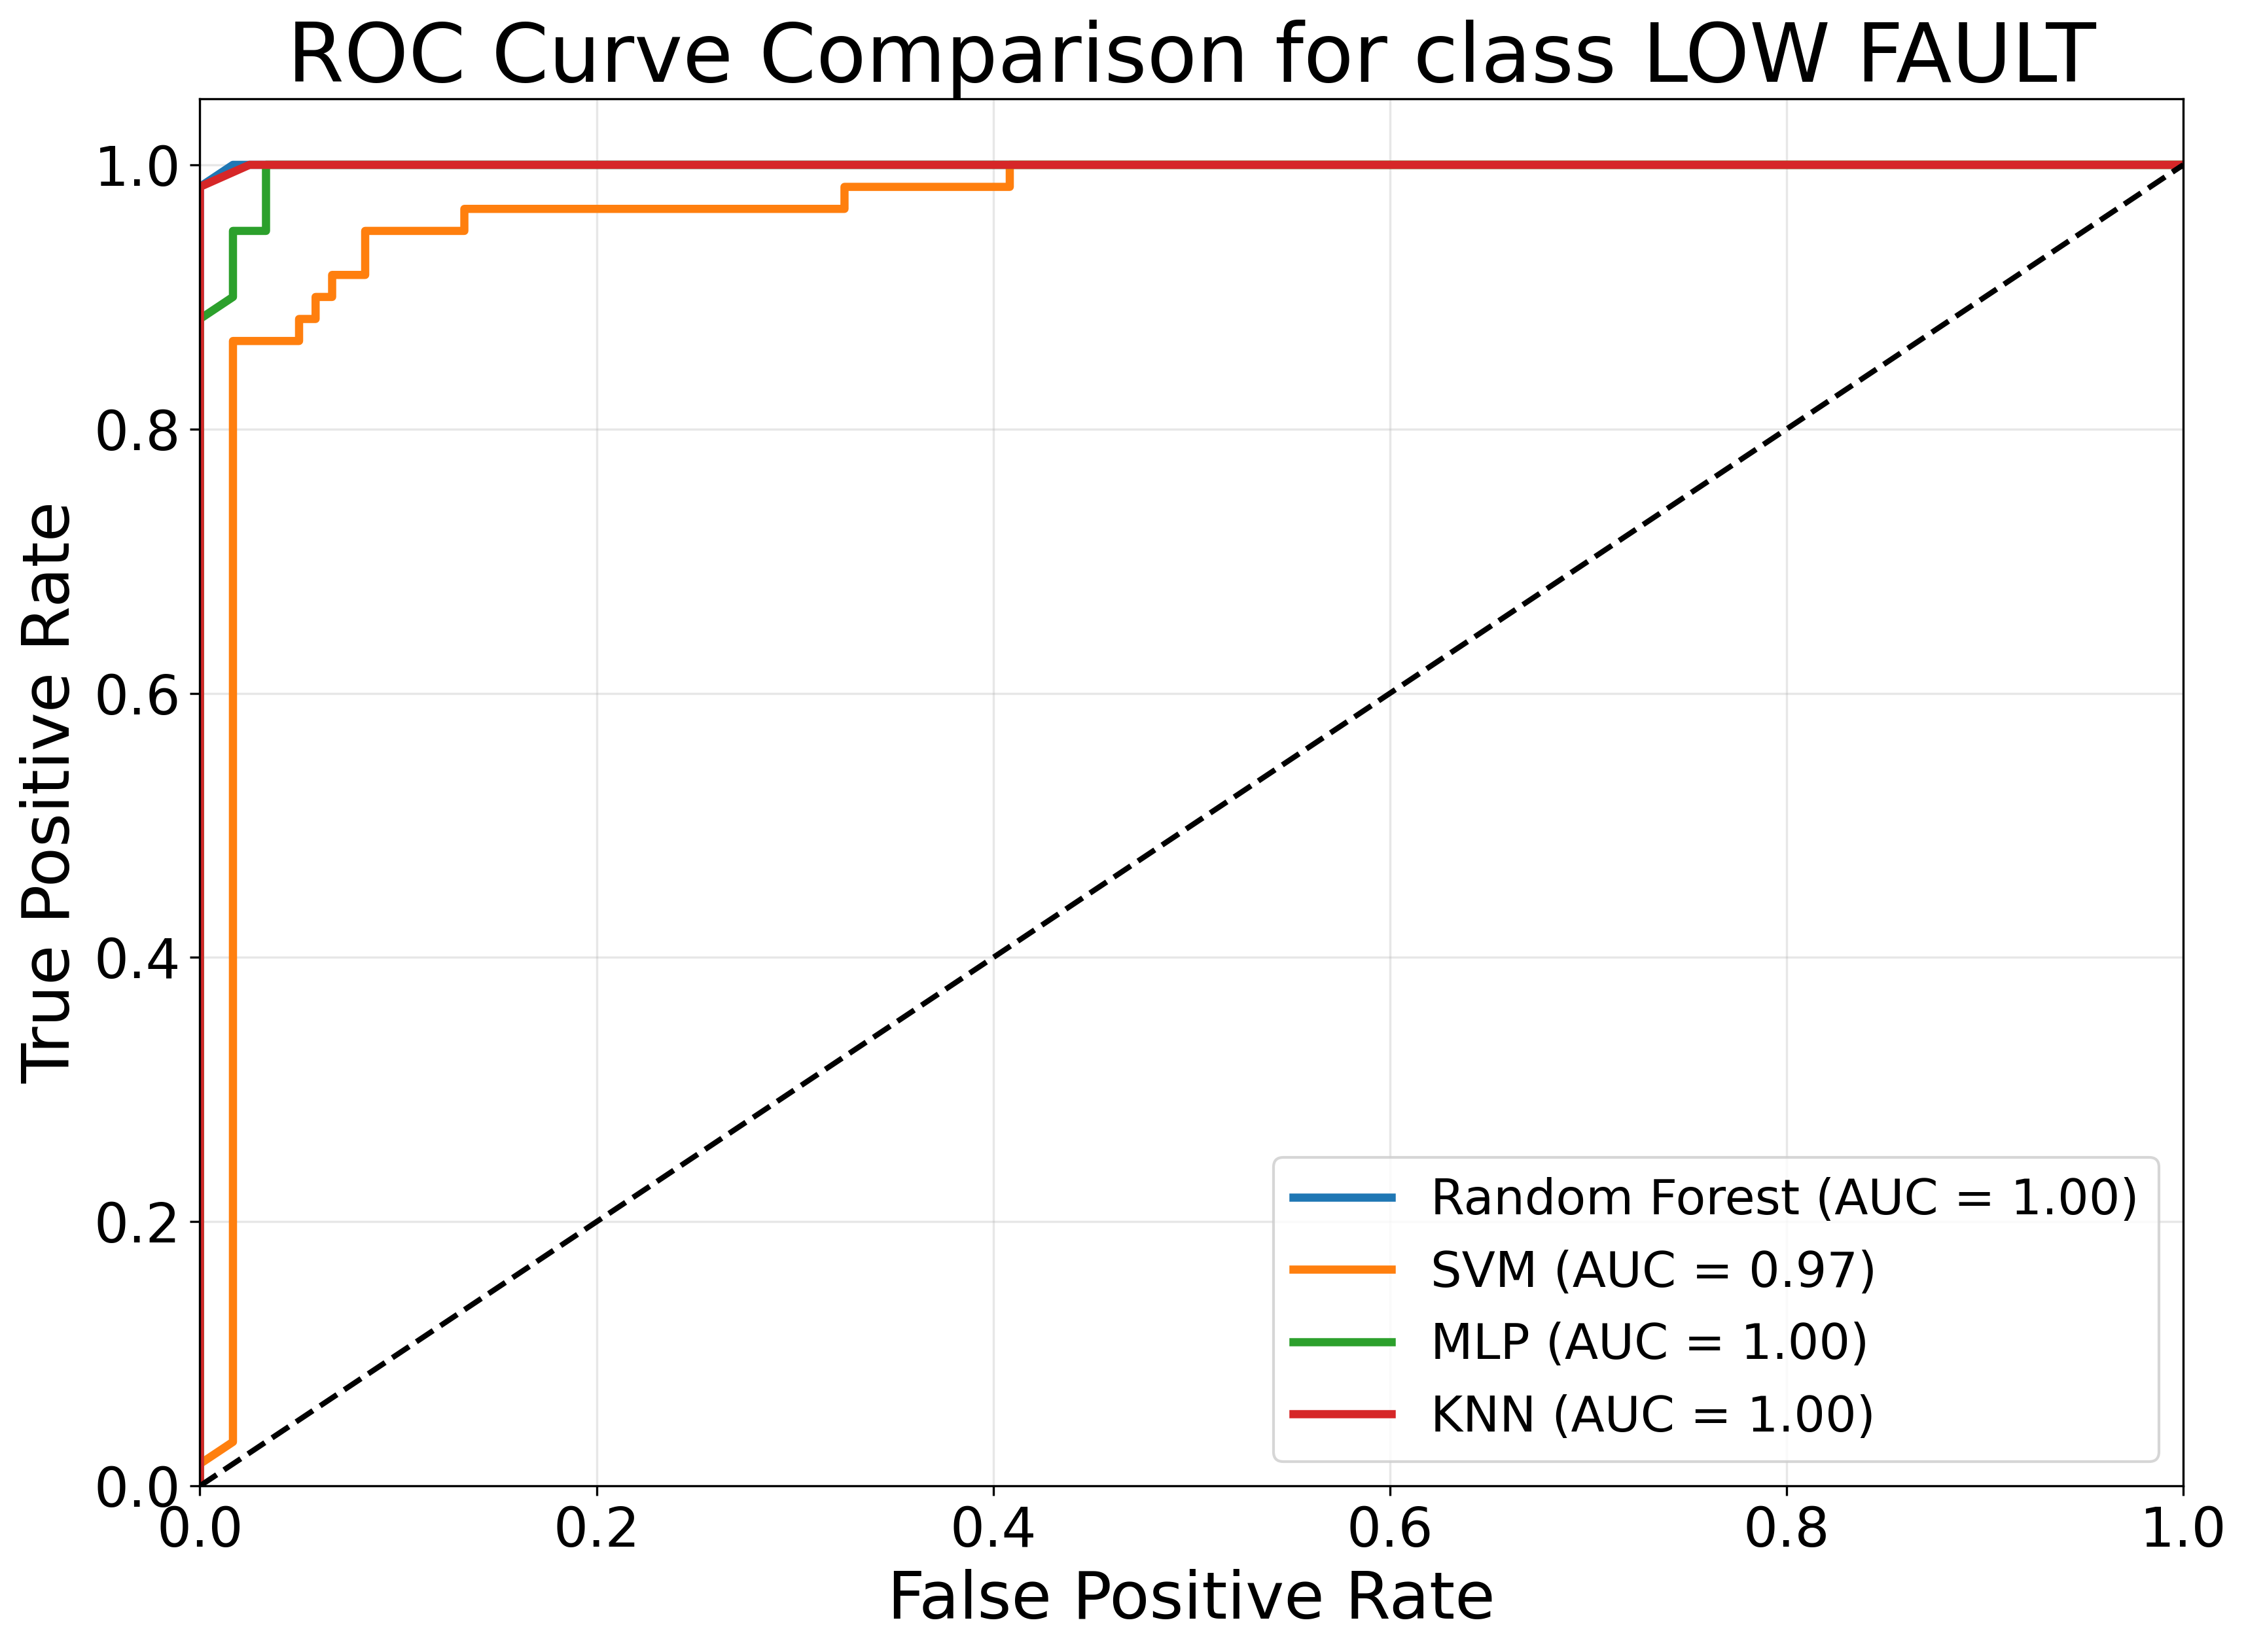 ROC Curve Comparison for class LOW FAULT
True Positive Rate
1.0
0.8
0.6
0.4
0.2
0.0
0.0 0.2 0.4 0.6 0.8 1.0
False Positive Rate
Random Forest (AUC = 1.00)
SVM (AUC = 0.97)
MLP (AUC = 1.00)
KNN (AUC = 1.00)